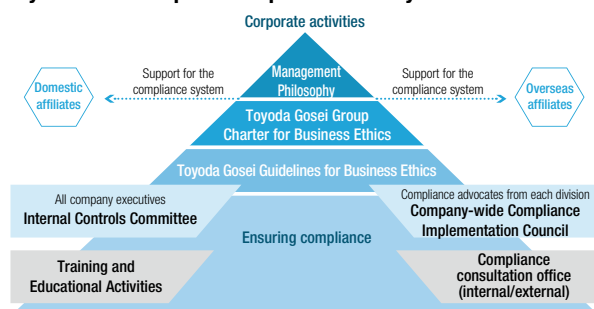 Corporate activities
Management
Philosophy
Support for the
compliance system
Support for the
compliance system
Domestic
affiliates
Overseas
affiliates
Toyoda Gosei Group
Charter for Business Ethics
Toyoda Gosei Guidelines for Business Ethics
All company executives
Internal Controls Committee
Compliance advocates from each division
Company-wide Compliance
Implementation Council
Ensuring compliance
Training and
Educational Activities
Compliance
consultation office
(internal/external)